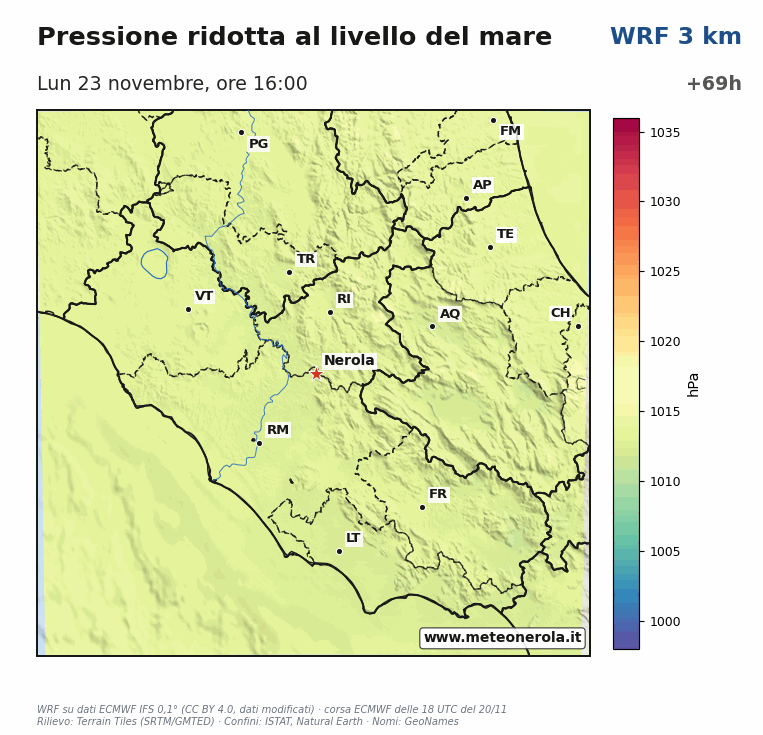 Pressione ridotta al livello del mare
WRF 3 km
Lun 23 novembre, ore 16:00
+69h
PG
FM
AP
TE
TR
VT
RI
AQ
CH
Nerola
RM
FR
LT
www.meteonerola.it
1035
1030
1025
1020
1015
1010
1005
1000
hPa
WRF su dati ECMWF IFS 0,1° (CC BY 4.0, dati modificati) · corsa ECMWF delle 18 UTC del 20/11
Rilievo: Terrain Tiles (SRTM/GMTED) · Confini: ISTAT, Natural Earth · Nomi: GeoNames